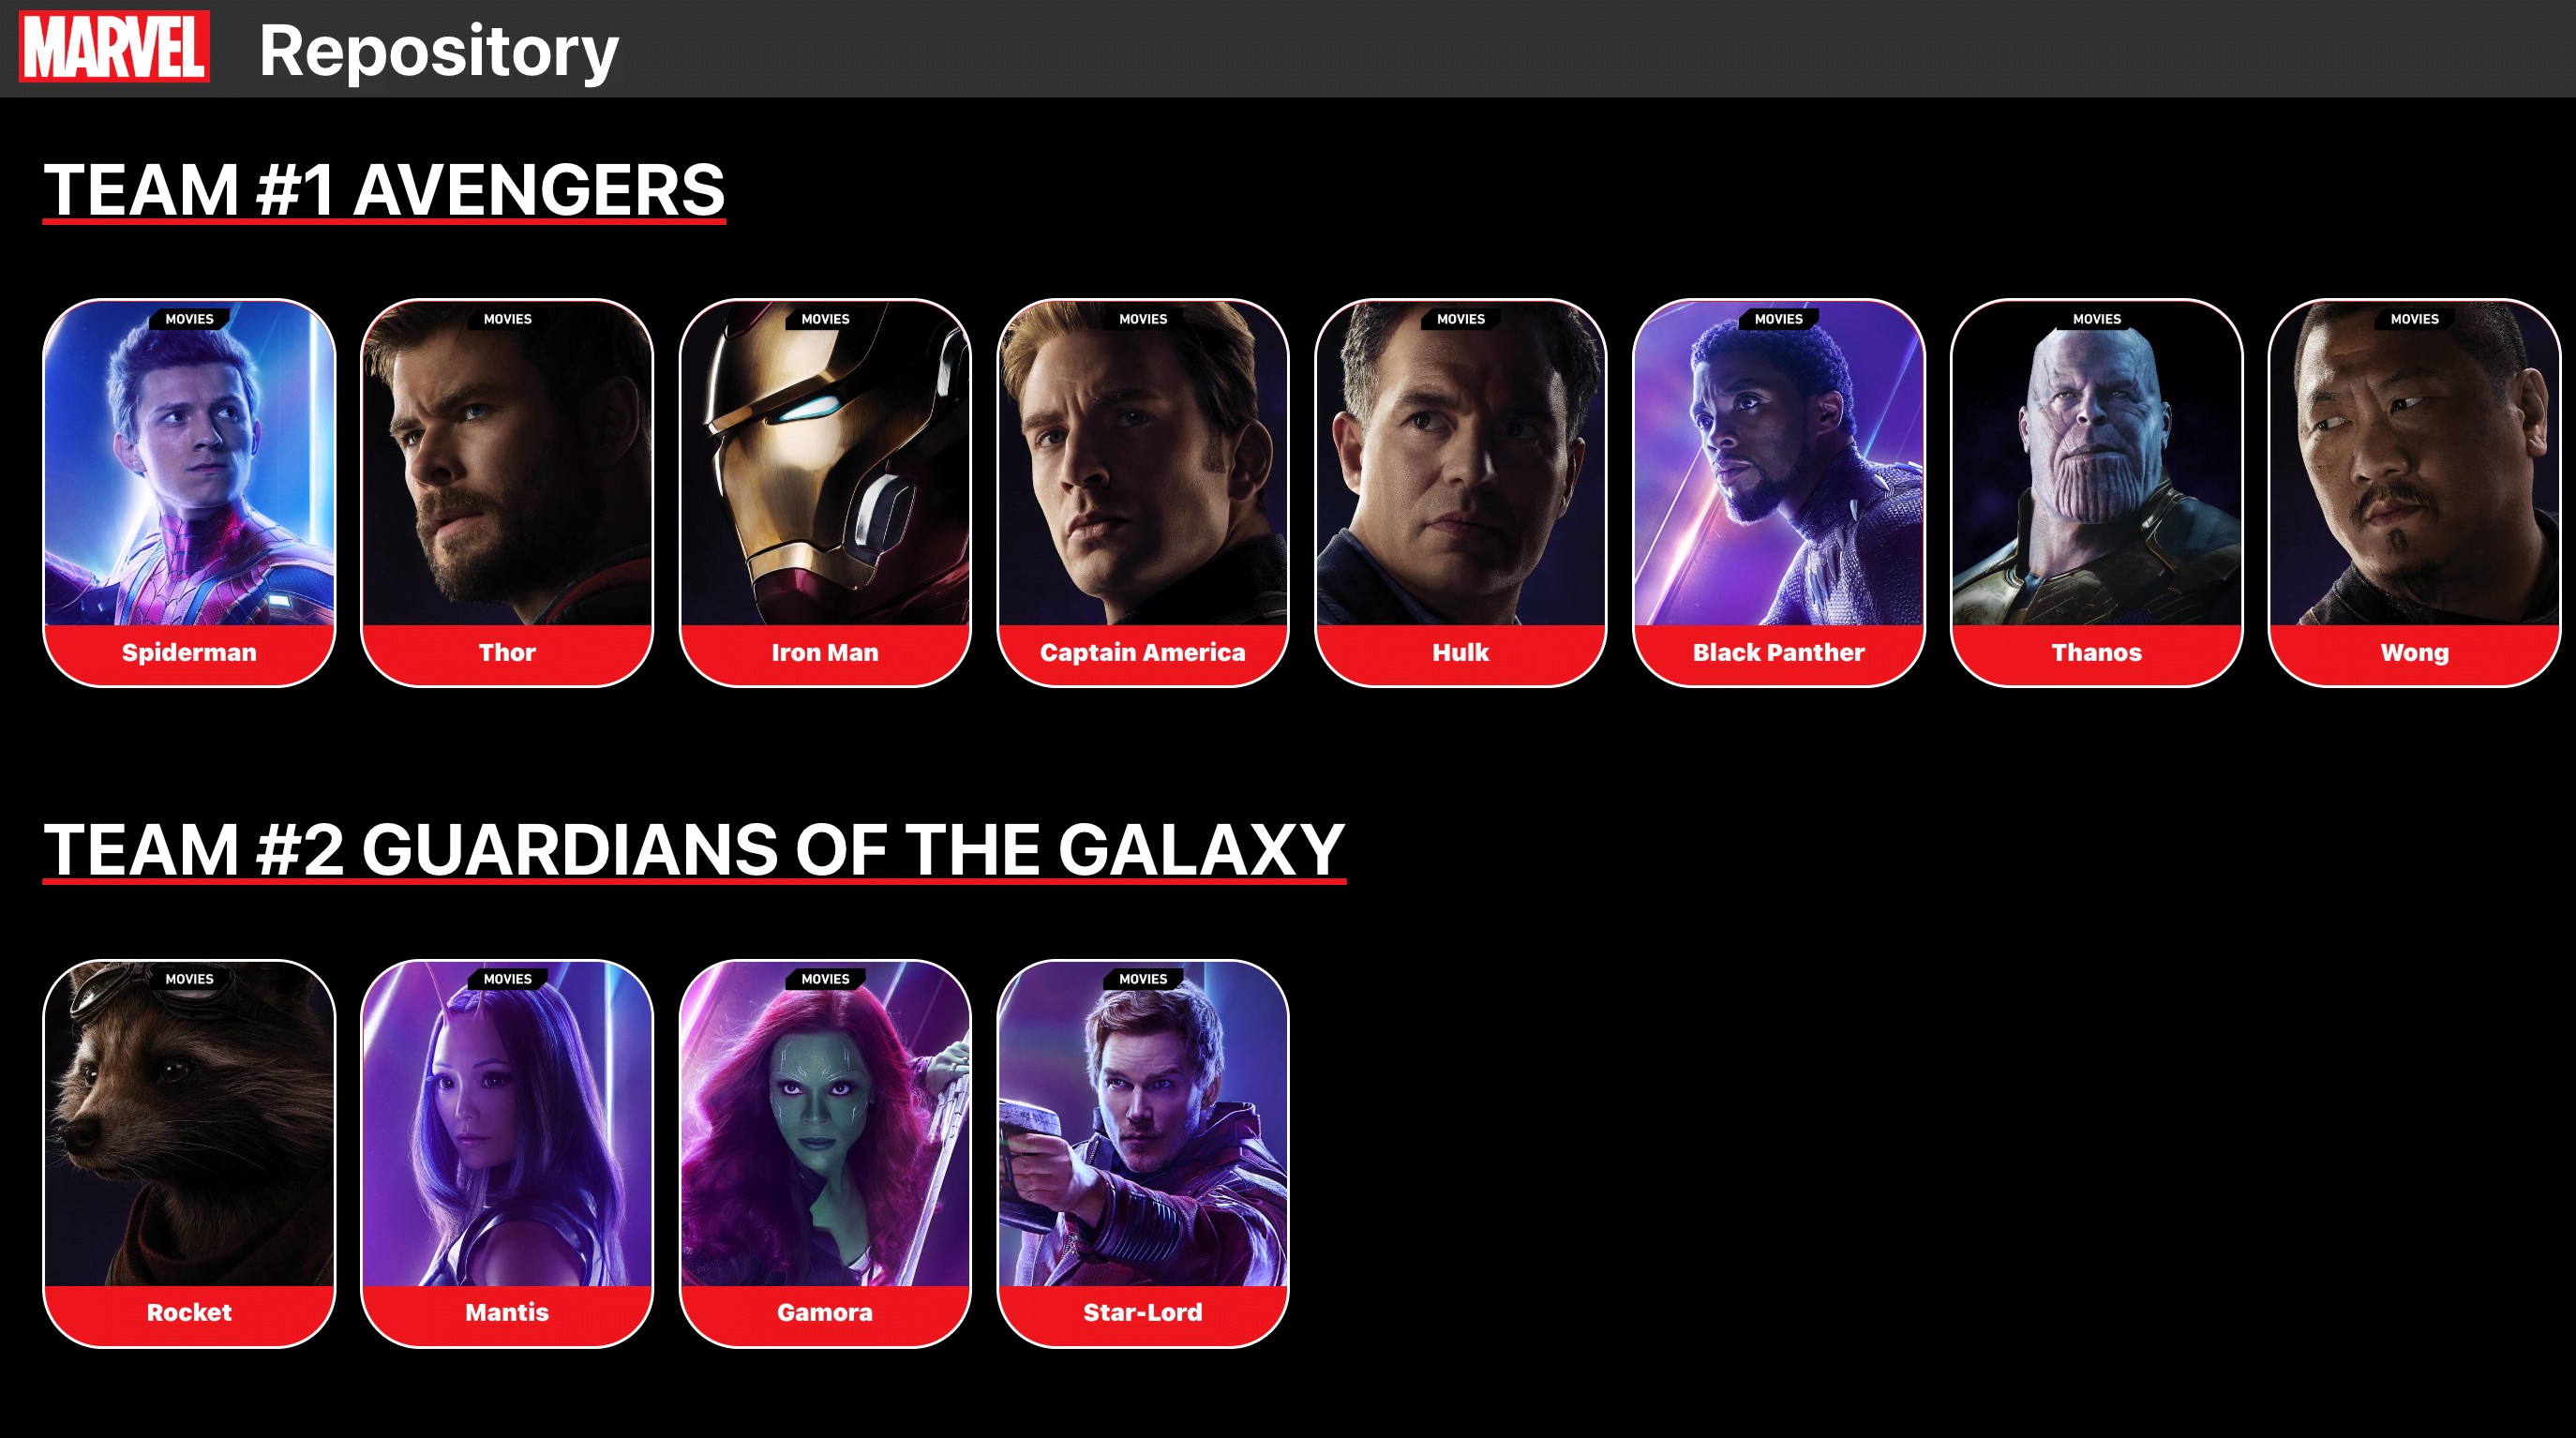 MARVEL Repository
TEAM #1 AVENGERS
MOVIES MOVIES MOVIES MOVIES MOVIES MOVIES MOVIES MOVIES
Spiderman Thor Iron Man Captain America Hulk Black Panther Thanos Wong
TEAM #2 GUARDIANS OF THE GALAXY
MOVIES MOVIES MOVIES MOVIES
Rocket Mantis Gamora Star-Lord